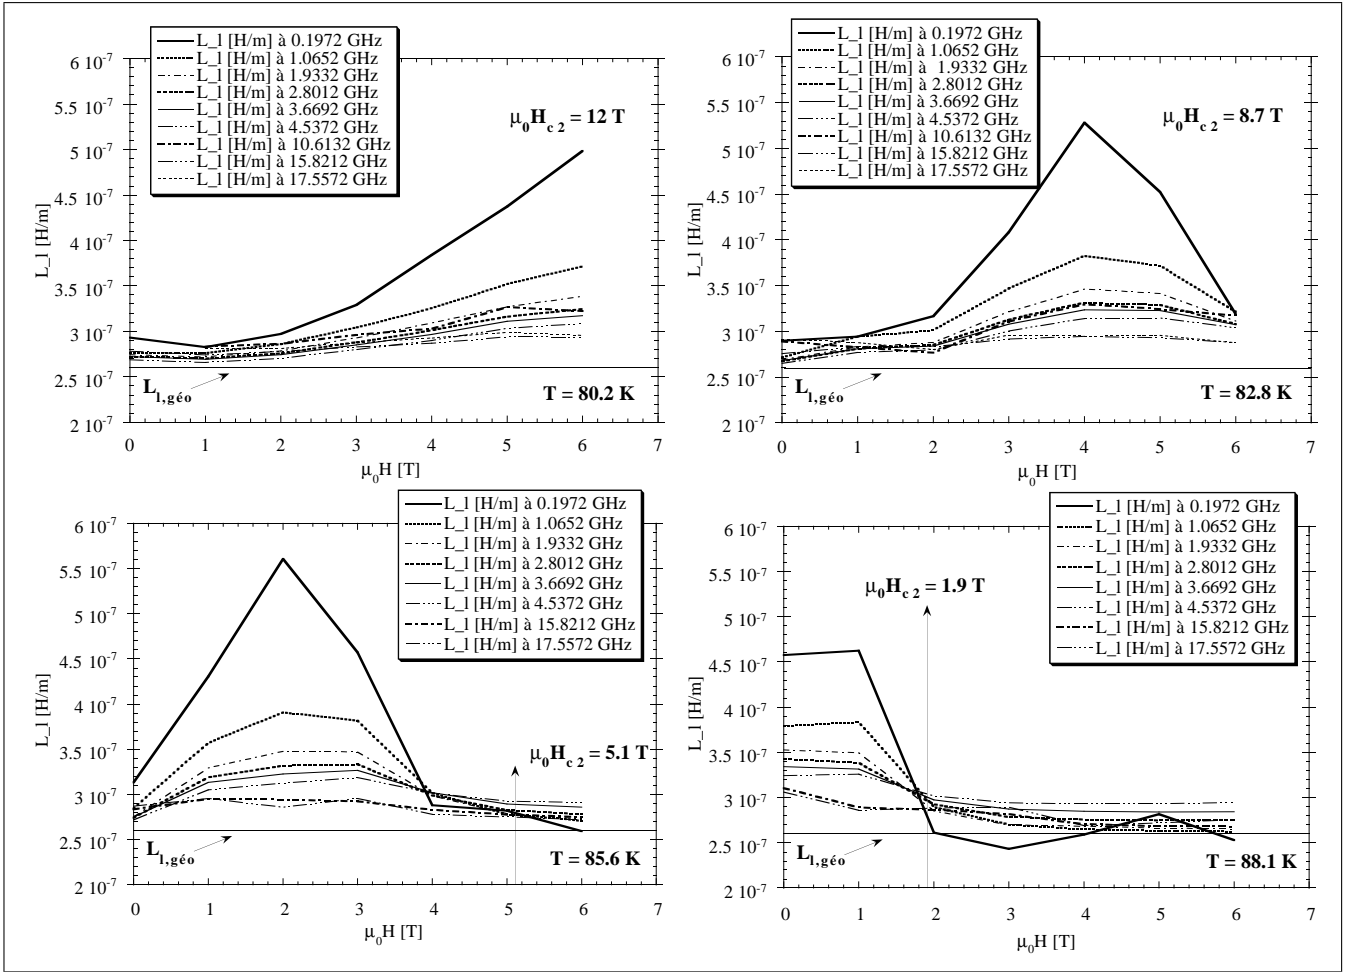 L_l [H/m] à 0.1972 GHz
L_l [H/m] à 1.0652 GHz
L_l [H/m] à 1.9332 GHz
L_l [H/m] à 2.8012 GHz
L_l [H/m] à 3.6692 GHz
L_l [H/m] à 4.5372 GHz
L_l [H/m] à 10.6132 GHz
L_l [H/m] à 15.8212 GHz
L_l [H/m] à 17.5572 GHz
μ₀H_c2 = 12 T
6 10⁻⁷
5.5 10⁻⁷
5 10⁻⁷
4.5 10⁻⁷
4 10⁻⁷
3.5 10⁻⁷
3 10⁻⁷
2.5 10⁻⁷
2 10⁻⁷
L_l [H/m]
L_l,géo
T = 80.2 K
0 1 2 3 4 5 6 7
μ₀H [T]
L_l [H/m] à 0.1972 GHz
L_l [H/m] à 1.0652 GHz
L_l [H/m] à 1.9332 GHz
L_l [H/m] à 2.8012 GHz
L_l [H/m] à 3.6692 GHz
L_l [H/m] à 4.5372 GHz
L_l [H/m] à 10.6132 GHz
L_l [H/m] à 15.8212 GHz
L_l [H/m] à 17.5572 GHz
μ₀H_c2 = 8.7 T
6 10⁻⁷
5.5 10⁻⁷
5 10⁻⁷
4.5 10⁻⁷
4 10⁻⁷
3.5 10⁻⁷
3 10⁻⁷
2.5 10⁻⁷
2 10⁻⁷
L_l [H/m]
L_l,géo
T = 82.8 K
0 1 2 3 4 5 6 7
μ₀H [T]
L_l [H/m] à 0.1972 GHz
L_l [H/m] à 1.0652 GHz
L_l [H/m] à 1.9332 GHz
L_l [H/m] à 2.8012 GHz
L_l [H/m] à 3.6692 GHz
L_l [H/m] à 4.5372 GHz
L_l [H/m] à 15.8212 GHz
L_l [H/m] à 17.5572 GHz
6 10⁻⁷
5.5 10⁻⁷
5 10⁻⁷
4.5 10⁻⁷
4 10⁻⁷
3.5 10⁻⁷
3 10⁻⁷
2.5 10⁻⁷
2 10⁻⁷
L_l [H/m]
μ₀H_c2 = 5.1 T
L_l,géo
T = 85.6 K
0 1 2 3 4 5 6 7
μ₀H [T]
L_l [H/m] à 0.1972 GHz
L_l [H/m] à 1.0652 GHz
L_l [H/m] à 1.9332 GHz
L_l [H/m] à 2.8012 GHz
L_l [H/m] à 3.6692 GHz
L_l [H/m] à 4.5372 GHz
L_l [H/m] à 15.8212 GHz
L_l [H/m] à 17.5572 GHz
6 10⁻⁷
5.5 10⁻⁷
5 10⁻⁷
4.5 10⁻⁷
4 10⁻⁷
3.5 10⁻⁷
3 10⁻⁷
2.5 10⁻⁷
2 10⁻⁷
L_l [H/m]
μ₀H_c2 = 1.9 T
L_l,géo
T = 88.1 K
0 1 2 3 4 5 6 7
μ₀H [T]